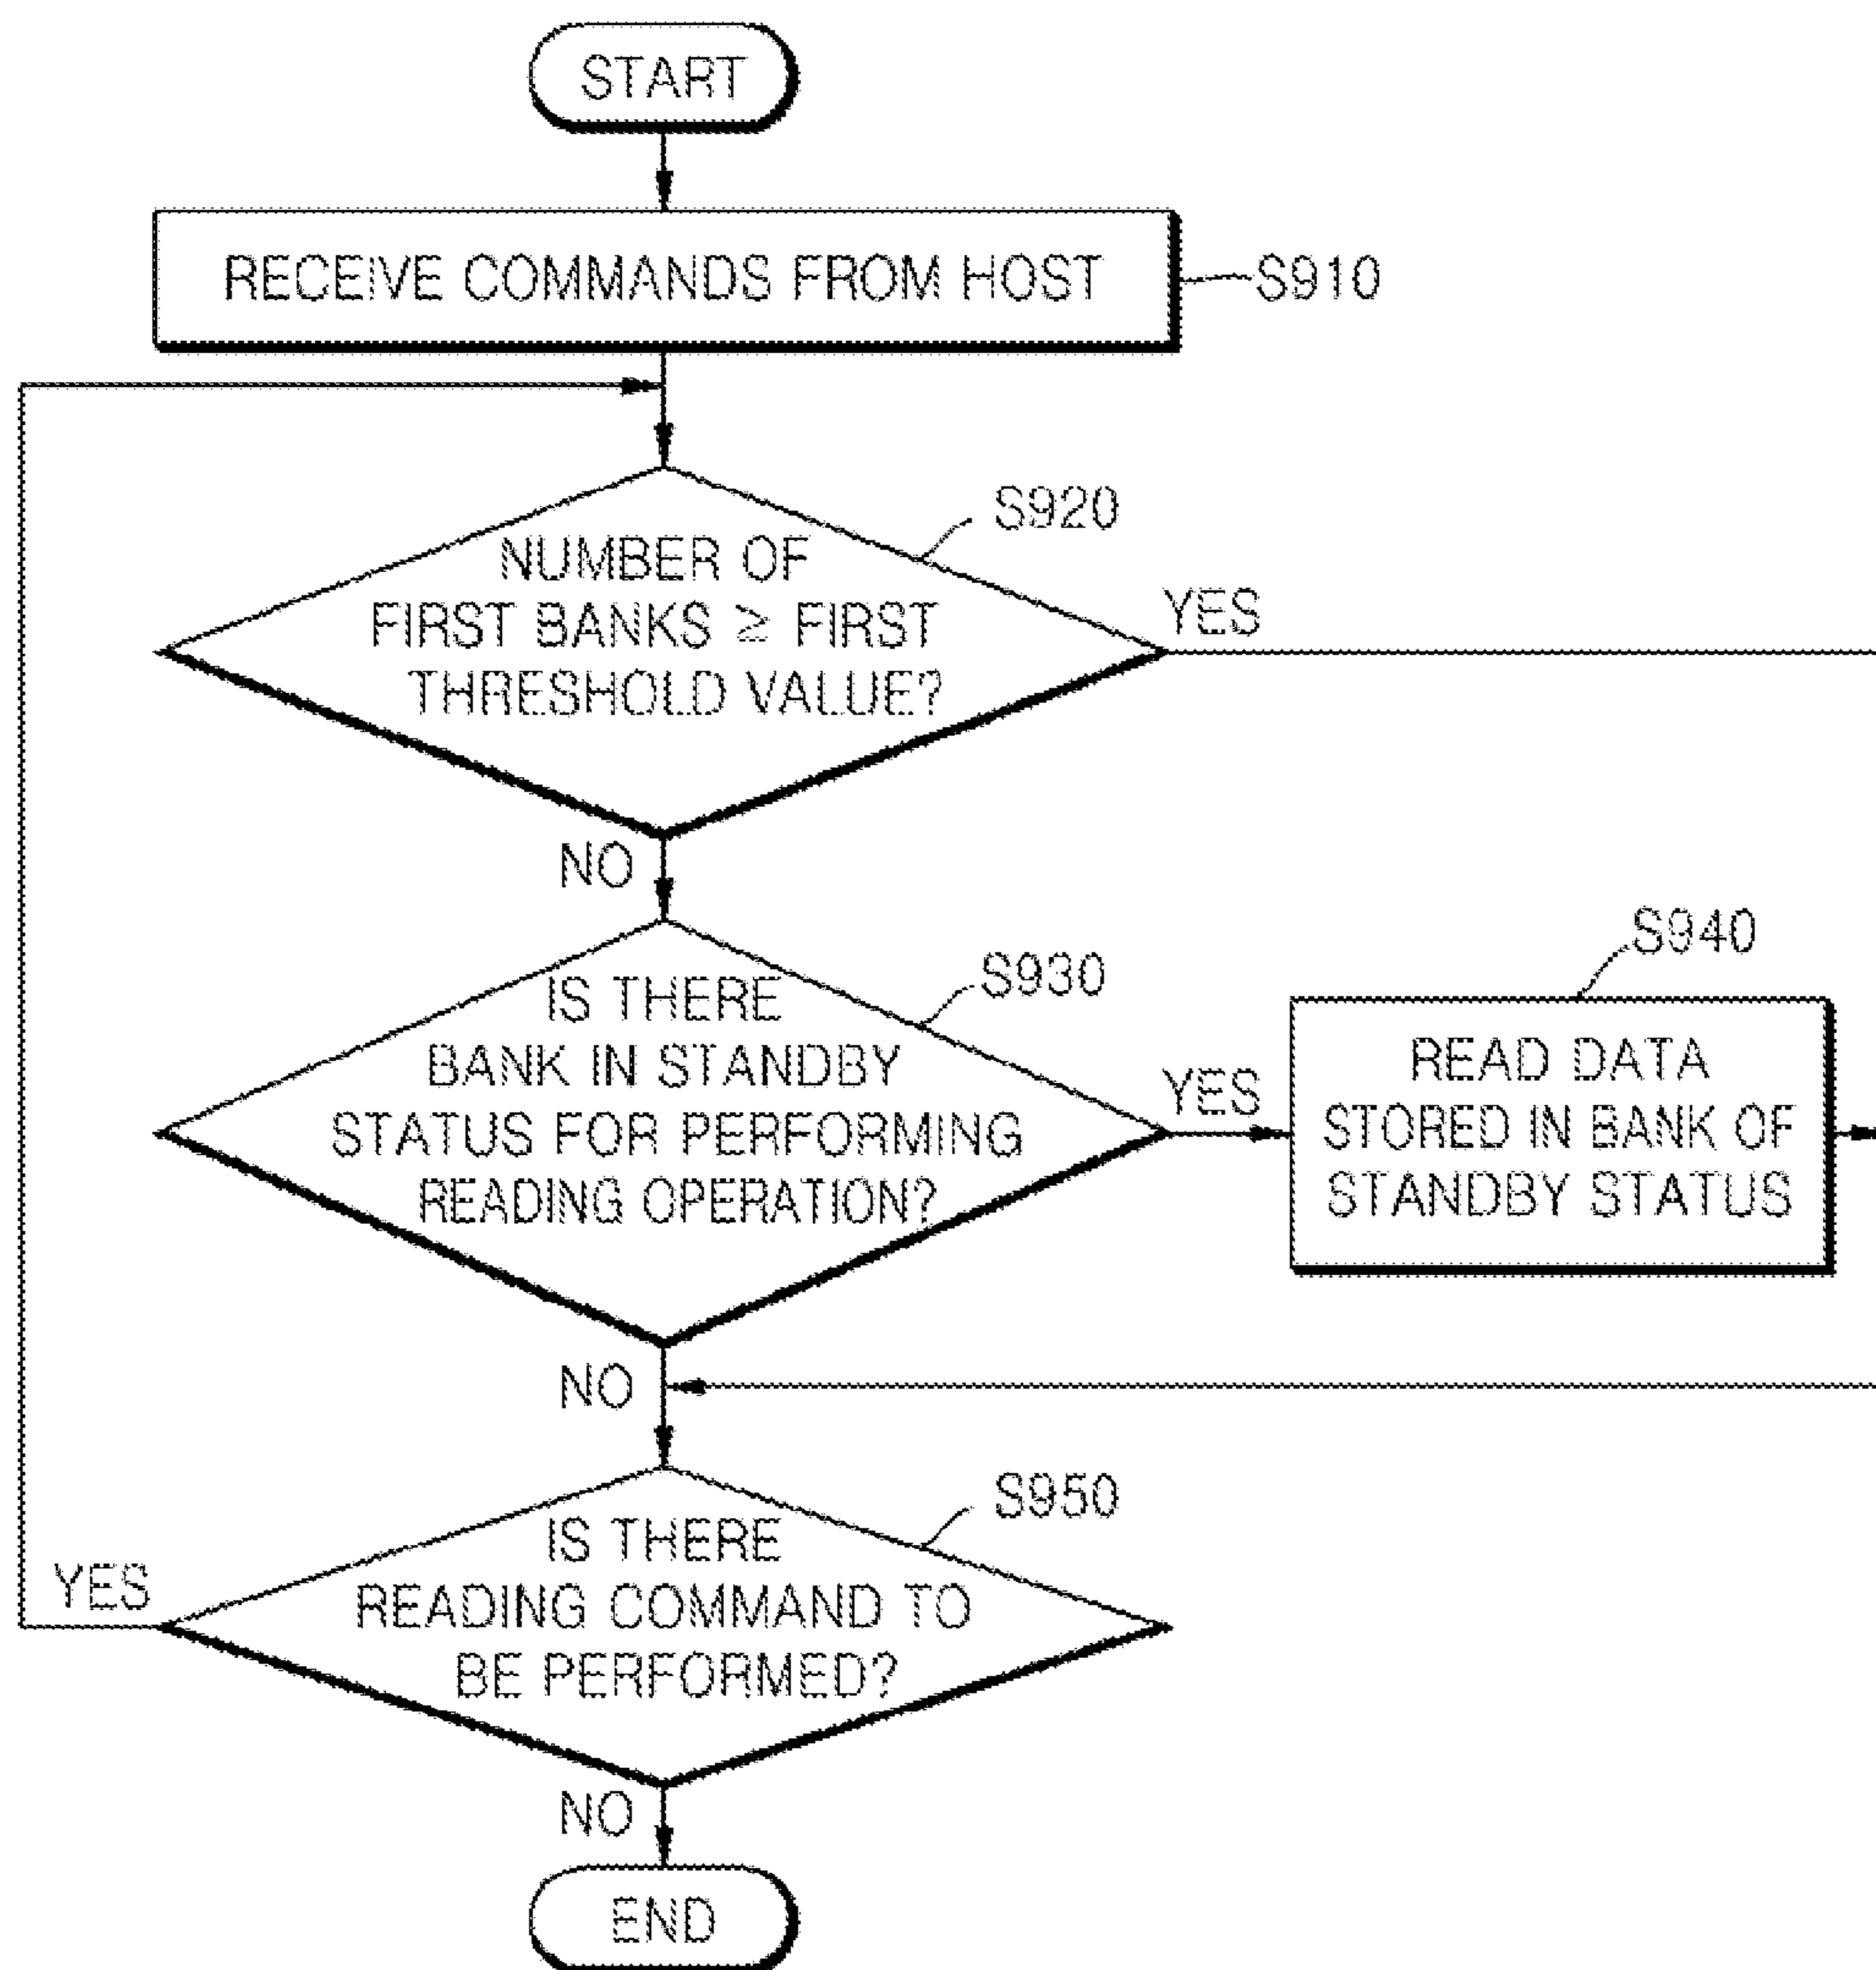 START
RECEIVE COMMANDS FROM HOST
S910
S920
NUMBER OF
FIRST BANKS ≥ FIRST
THRESHOLD VALUE?
YES
NO
S930
IS THERE
BANK IN STANDBY
STATUS FOR PERFORMING
READING OPERATION?
YES
S940
READ DATA
STORED IN BANK OF
STANDBY STATUS
NO
S950
IS THERE
READING COMMAND TO
BE PERFORMED?
YES
NO
END